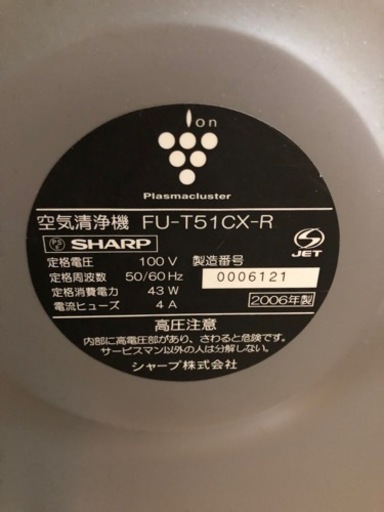 Ion
Plasmacluster
空気清浄機 FU-T51CX-R
PS E SHARP
JET
定格電圧 100 V 製造番号
定格周波数 50/60 Hz 0006121
定格消費電力 43 W
電流ヒューズ 4 A 2006年製
高圧注意
内部に高電圧部があり、さわると危険です。
サービスマン以外の人は分解しない。
シャープ株式会社